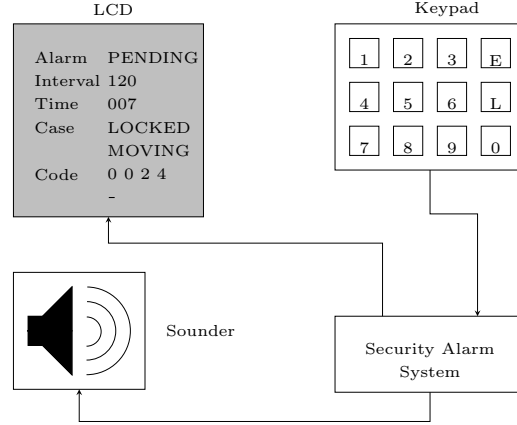 LCD
Alarm PENDING
Interval 120
Time 007
Case LOCKED
MOVING
Code 0 0 2 4
-
Keypad
1 2 3 E
4 5 6 L
7 8 9 0
Sounder
Security Alarm
System